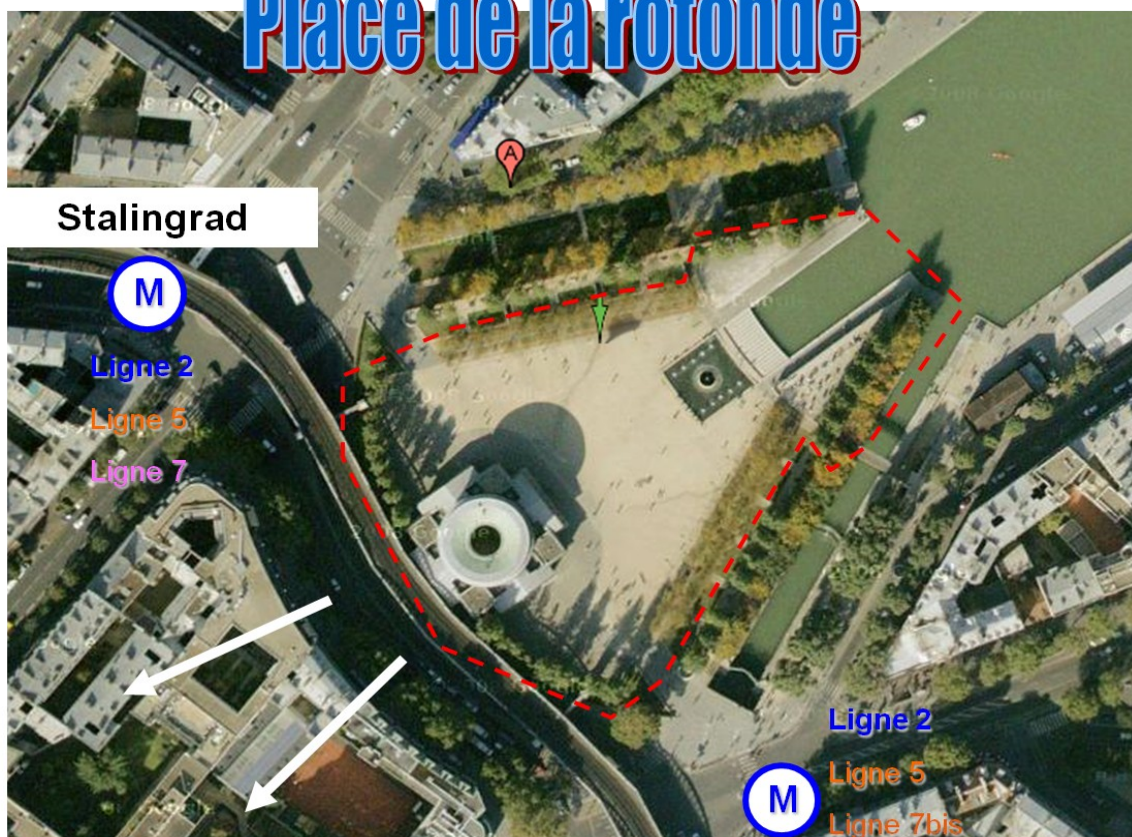 Place de la rotonde
A
Stalingrad
M
Ligne 2
Ligne 5
Ligne 7
Ligne 2
Ligne 5
M
Ligne 7bis